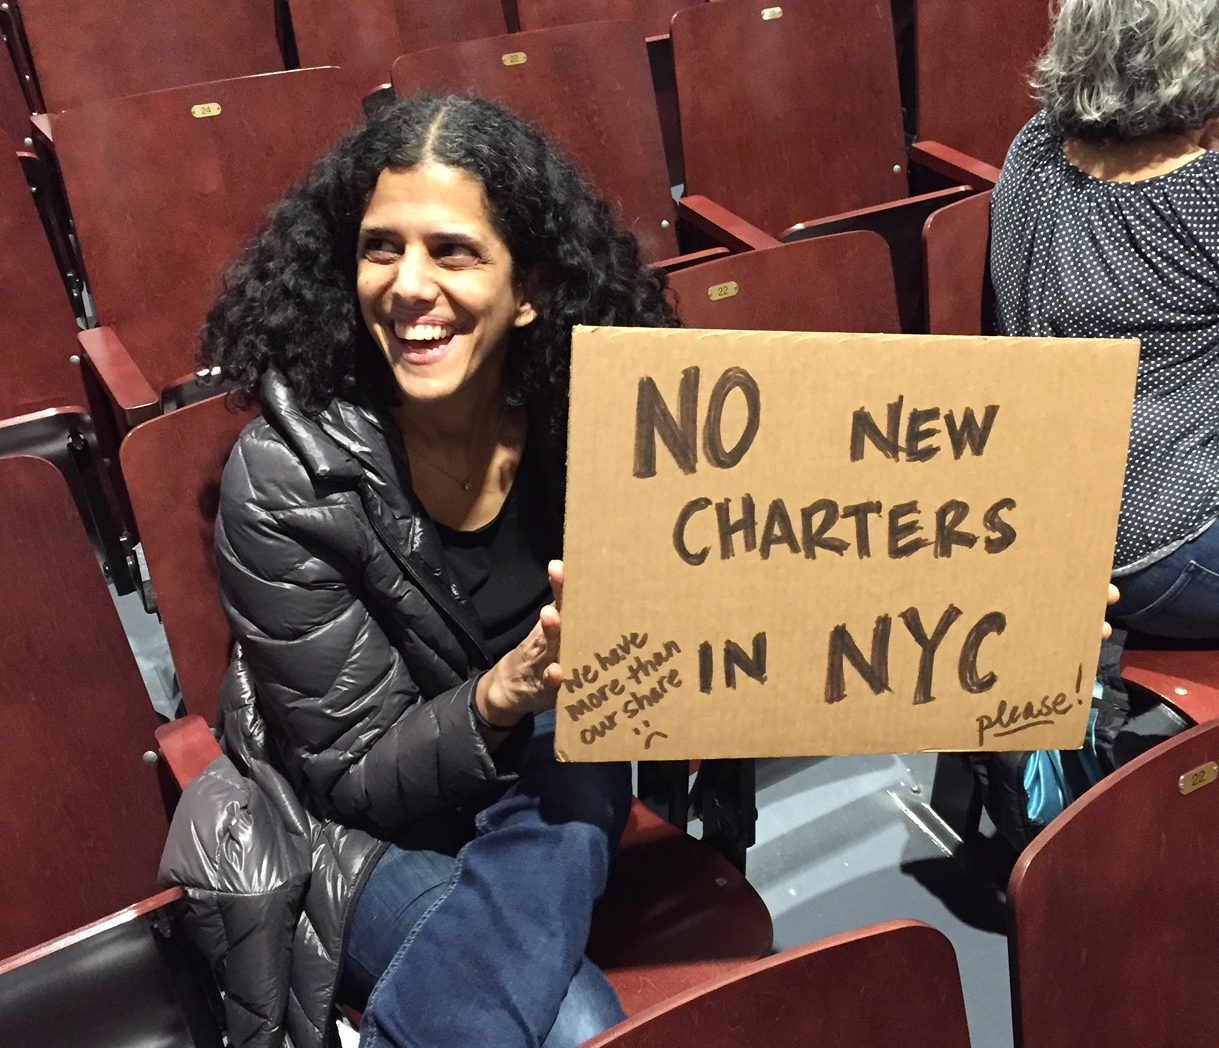 NO NEW
CHARTERS
IN NYC
please!
We have
more than
our share
:(
24
22
22
22